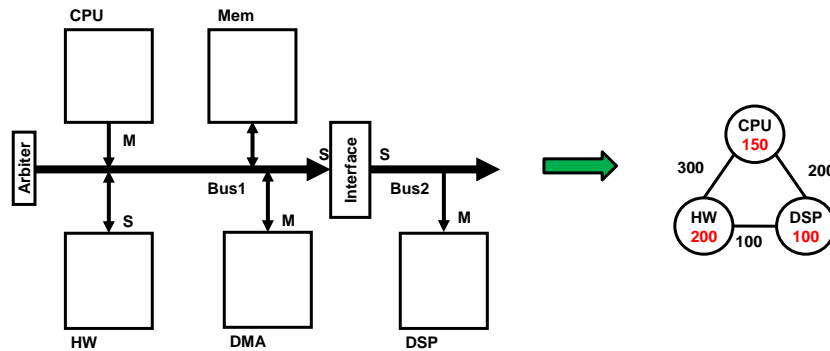 CPU
Mem
M
Arbiter
S
Interface
S
Bus1
Bus2
S
M
M
HW
DMA
DSP
CPU
150
300
200
HW
200
100
DSP
100